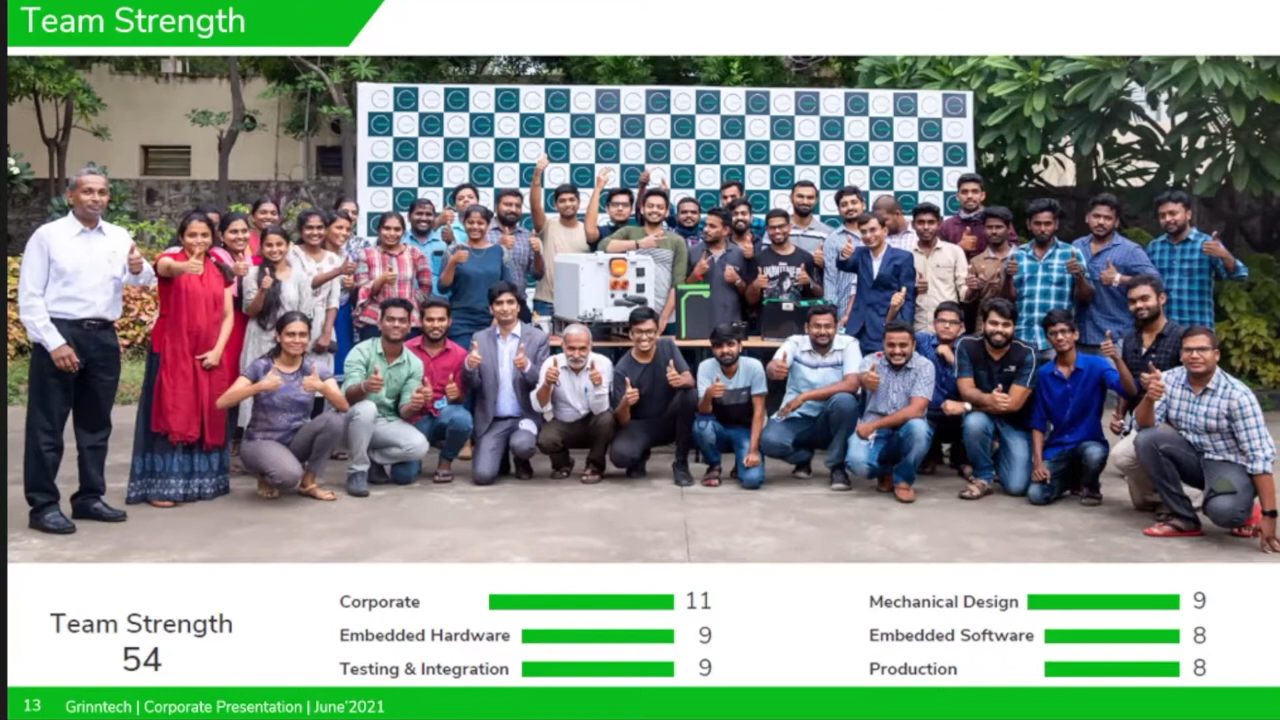 Team Strength
Team Strength
54
Corporate 11
Embedded Hardware 9
Testing & Integration 9
Mechanical Design 9
Embedded Software 8
Production 8
13 Grinntech | Corporate Presentation | June'2021